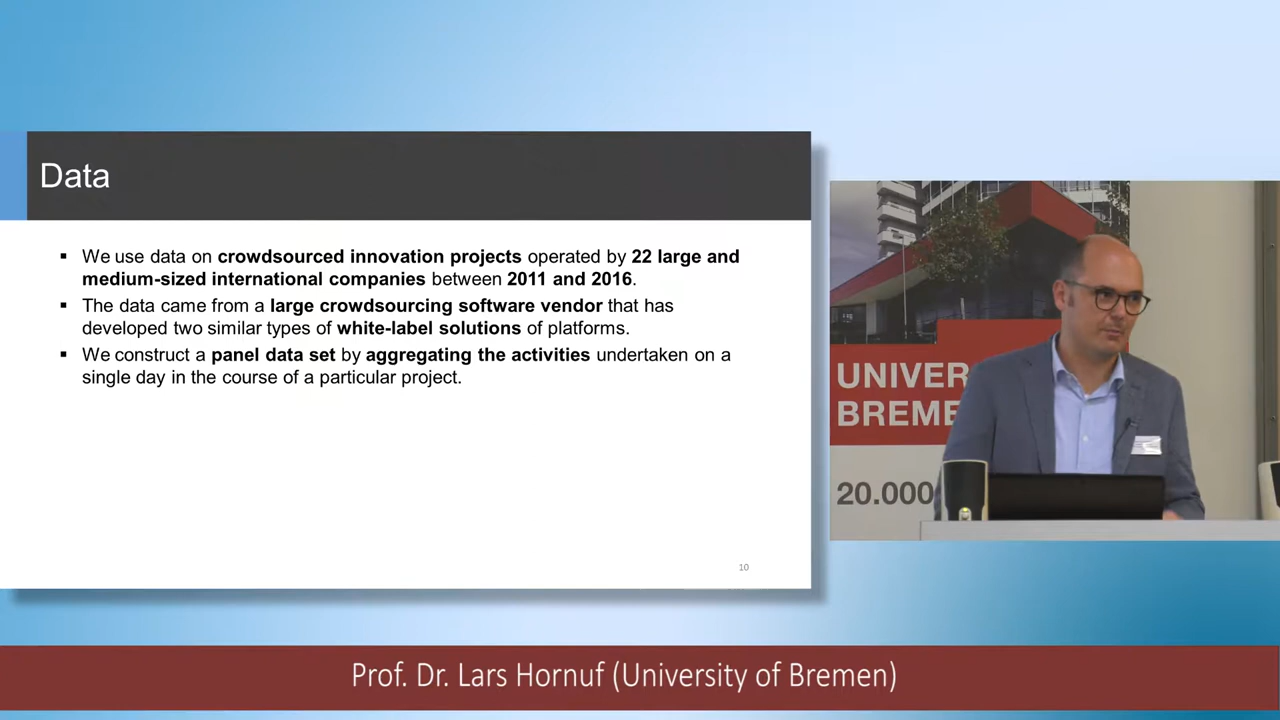 Data
▪ We use data on crowdsourced innovation projects operated by 22 large and
medium-sized international companies between 2011 and 2016.
▪ The data came from a large crowdsourcing software vendor that has
developed two similar types of white-label solutions of platforms.
▪ We construct a panel data set by aggregating the activities undertaken on a
single day in the course of a particular project.
10
UNIVER
BREME
20.000
Prof. Dr. Lars Hornuf (University of Bremen)